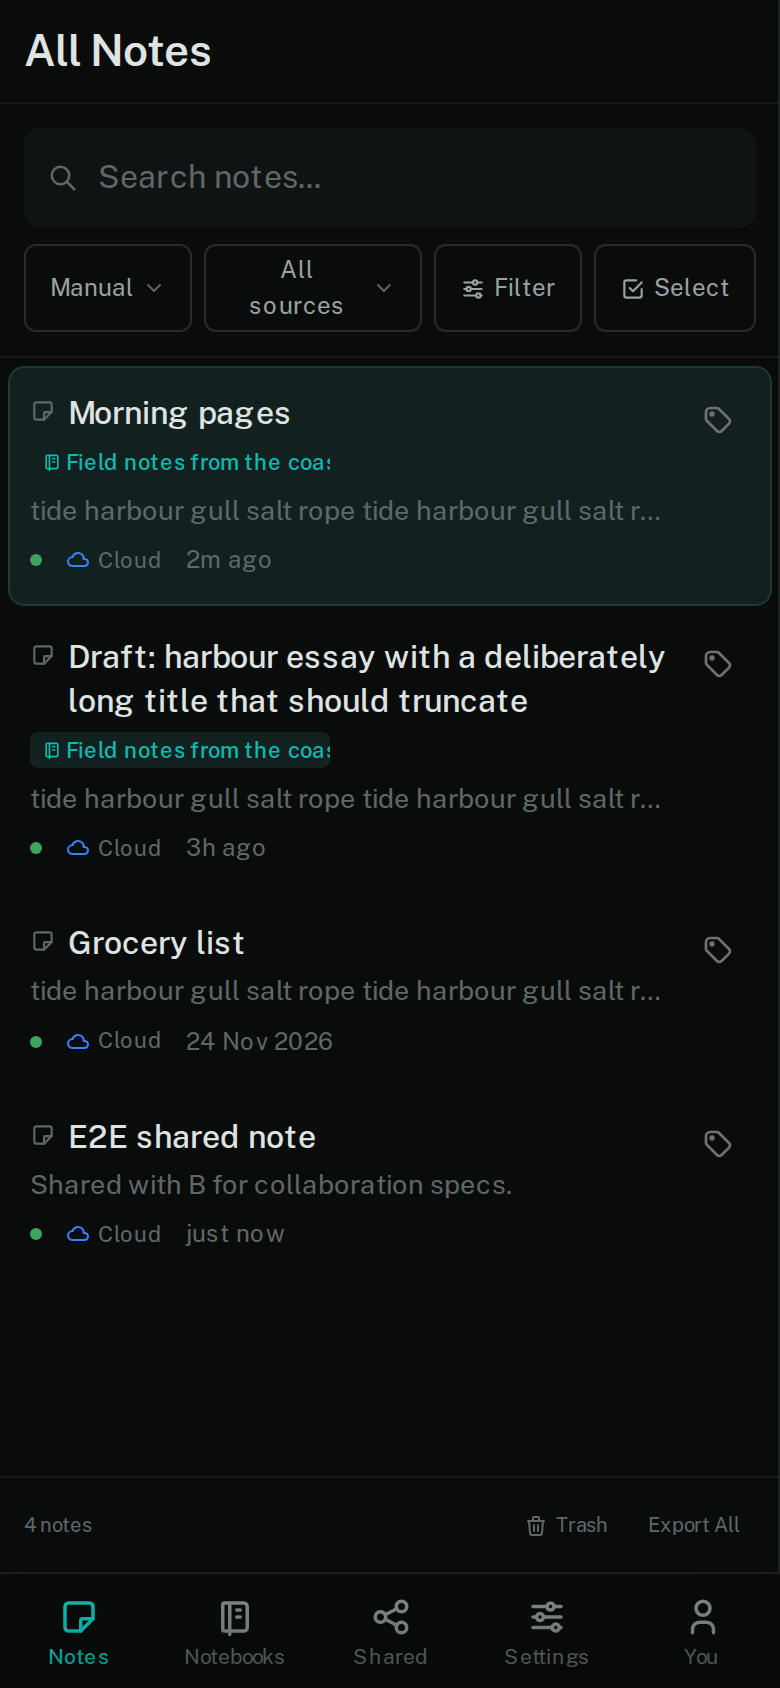 All Notes
Search notes...
Manual
All
sources
Filter
Select
Morning pages
Field notes from the coas
tide harbour gull salt rope tide harbour gull salt r...
Cloud 2m ago
Draft: harbour essay with a deliberately
long title that should truncate
Field notes from the coas
tide harbour gull salt rope tide harbour gull salt r...
Cloud 3h ago
Grocery list
tide harbour gull salt rope tide harbour gull salt r...
Cloud 24 Nov 2026
E2E shared note
Shared with B for collaboration specs.
Cloud just now
4 notes
Trash
Export All
Notes
Notebooks
Shared
Settings
You